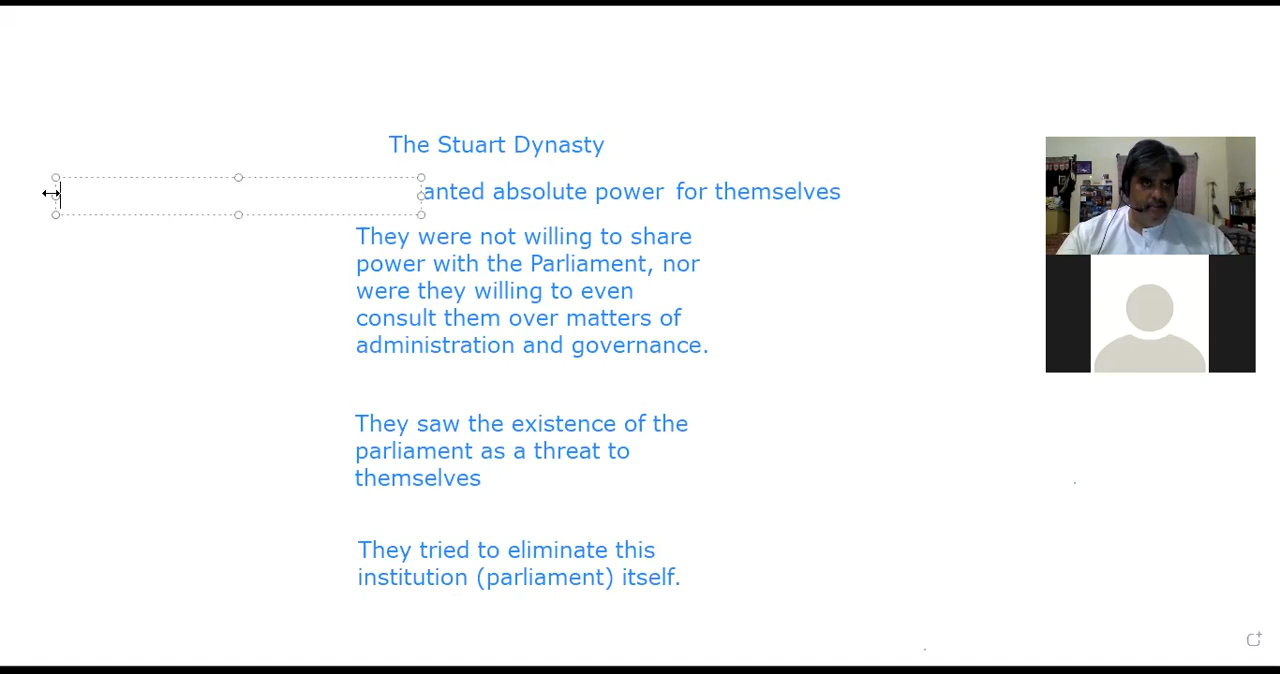 The Stuart Dynasty
anted absolute power for themselves
They were not willing to share
power with the Parliament, nor
were they willing to even
consult them over matters of
administration and governance.
They saw the existence of the
parliament as a threat to
themselves
They tried to eliminate this
institution (parliament) itself.